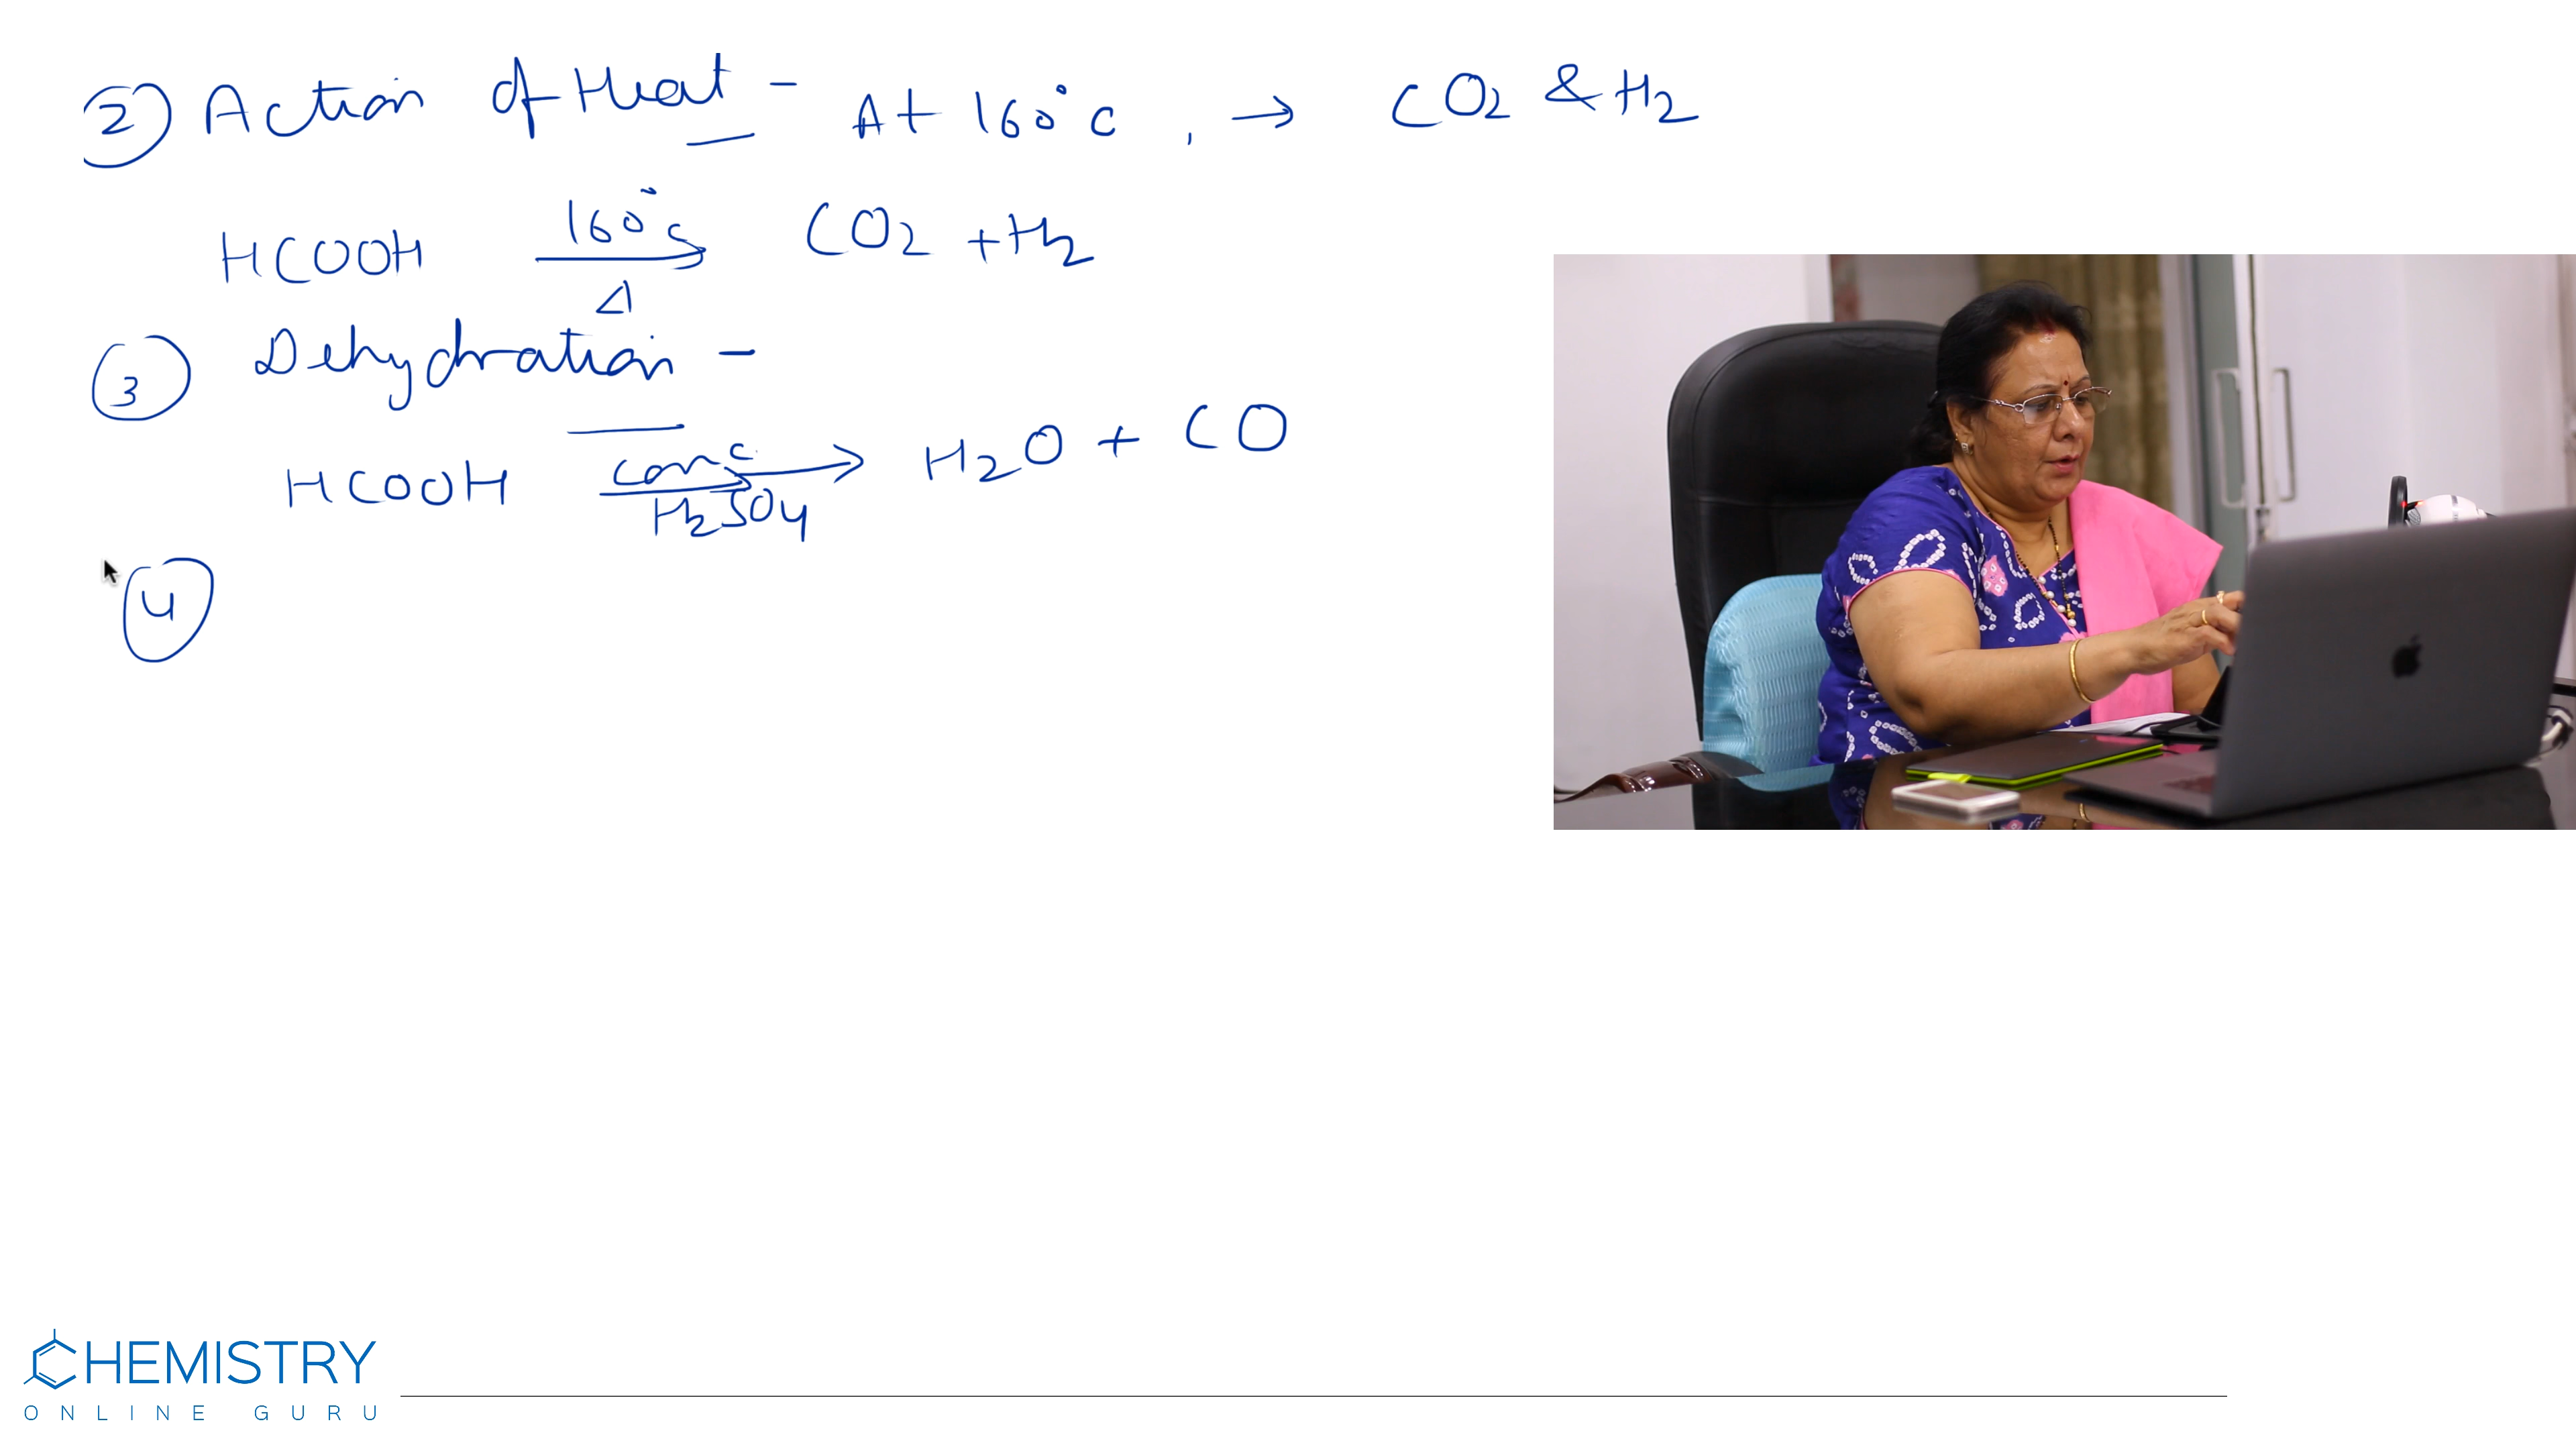 ② Action of Heat - At 160°C, → CO2 & H2
HCOOH 160°C → Δ CO2 + H2
③ Dehydration -
HCOOH conc. → H2SO4 H2O + CO
④
CHEMISTRY
ONLINE GURU